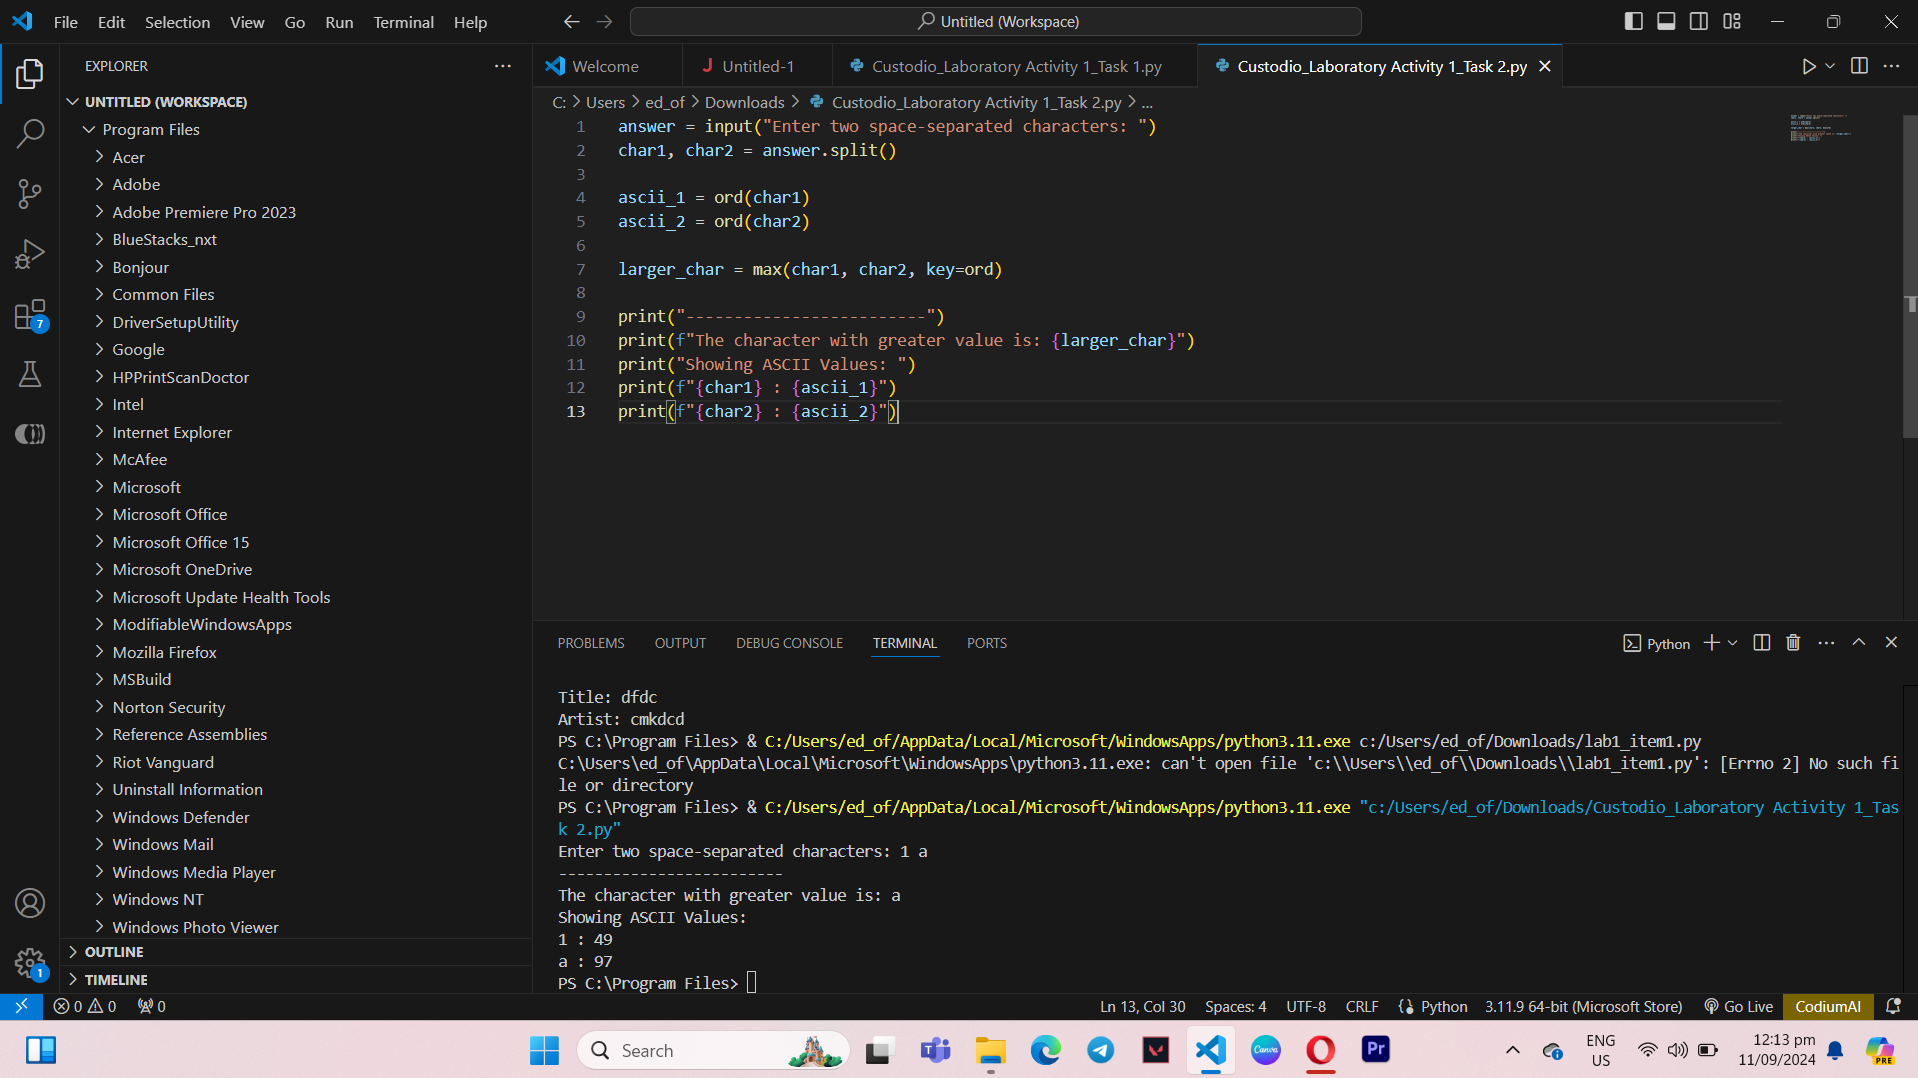 File Edit Selection View Go Run Terminal Help
Untitled (Workspace)
EXPLORER
UNTITLED (WORKSPACE)
Program Files
Acer
Adobe
Adobe Premiere Pro 2023
BlueStacks_nxt
Bonjour
Common Files
DriverSetupUtility
Google
HPPrintScanDoctor
Intel
Internet Explorer
McAfee
Microsoft
Microsoft Office
Microsoft Office 15
Microsoft OneDrive
Microsoft Update Health Tools
ModifiableWindowsApps
Mozilla Firefox
MSBuild
Norton Security
Reference Assemblies
Riot Vanguard
Uninstall Information
Windows Defender
Windows Mail
Windows Media Player
Windows NT
Windows Photo Viewer
OUTLINE
TIMELINE
7
1
Welcome
J Untitled-1
Custodio_Laboratory Activity 1_Task 1.py
Custodio_Laboratory Activity 1_Task 2.py
C: > Users > ed_of > Downloads > Custodio_Laboratory Activity 1_Task 2.py > ...
1 answer = input("Enter two space-separated characters: ")
2 char1, char2 = answer.split()
3
4 ascii_1 = ord(char1)
5 ascii_2 = ord(char2)
6
7 larger_char = max(char1, char2, key=ord)
8
9 print("-------------------------")
10 print(f"The character with greater value is: {larger_char}")
11 print("Showing ASCII Values: ")
12 print(f"{char1} : {ascii_1}")
13 print(f"{char2} : {ascii_2}")
PROBLEMS OUTPUT DEBUG CONSOLE TERMINAL PORTS
Python
Title: dfdc
Artist: cmkdcd
PS C:\Program Files> & C:/Users/ed_of/AppData/Local/Microsoft/WindowsApps/python3.11.exe c:/Users/ed_of/Downloads/lab1_item1.py
C:\Users\ed_of\AppData\Local\Microsoft\WindowsApps\python3.11.exe: can't open file 'c:\\Users\\ed_of\\Downloads\\lab1_item1.py': [Errno 2] No such fi
le or directory
PS C:\Program Files> & C:/Users/ed_of/AppData/Local/Microsoft/WindowsApps/python3.11.exe "c:/Users/ed_of/Downloads/Custodio_Laboratory Activity 1_Tas
k 2.py"
Enter two space-separated characters: 1 a
-------------------------
The character with greater value is: a
Showing ASCII Values:
1 : 49
a : 97
PS C:\Program Files>
0 0 0
Ln 13, Col 30 Spaces: 4 UTF-8 CRLF Python 3.11.9 64-bit (Microsoft Store) Go Live CodiumAI
Search
Canva
Pr
ENG
US
12:13 pm
11/09/2024
PRE